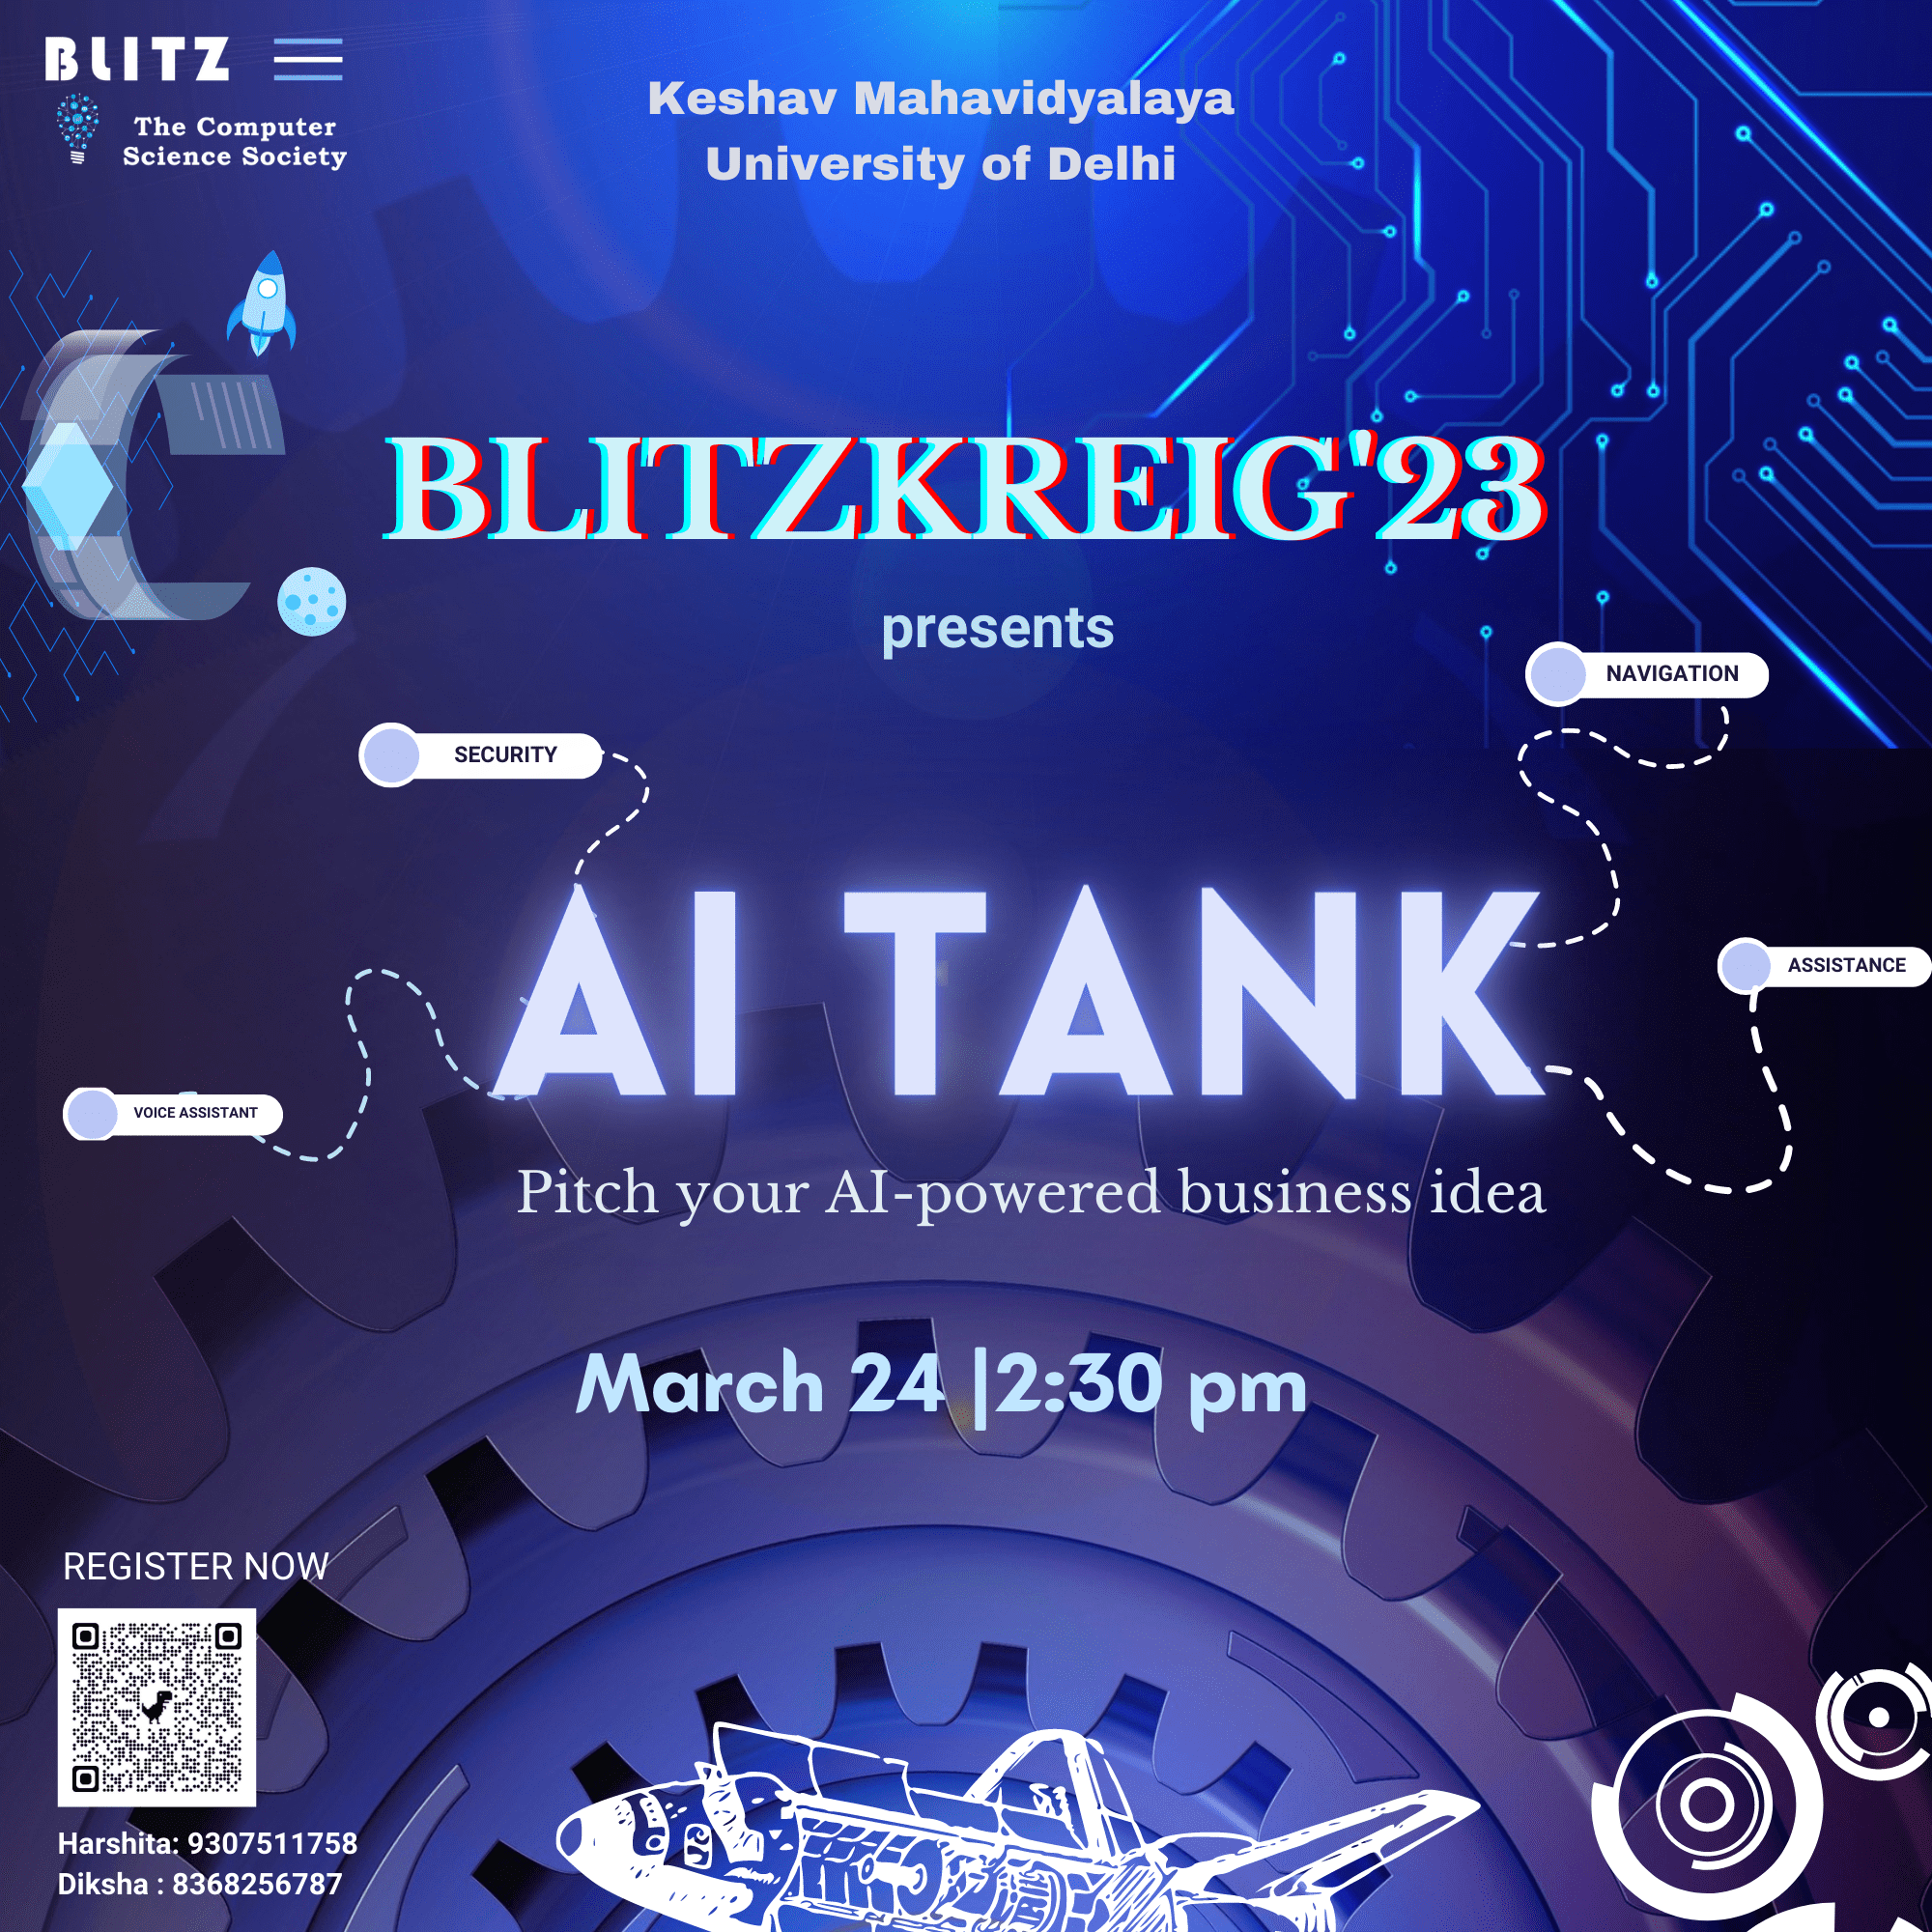 BLITZ
The Computer
Science Society
Keshav Mahavidyalaya
University of Delhi
BLITZKREIG'23
presents
NAVIGATION
SECURITY
AI TANK
ASSISTANCE
VOICE ASSISTANT
Pitch your AI-powered business idea
March 24 |2:30 pm
REGISTER NOW
Harshita: 9307511758
Diksha : 8368256787